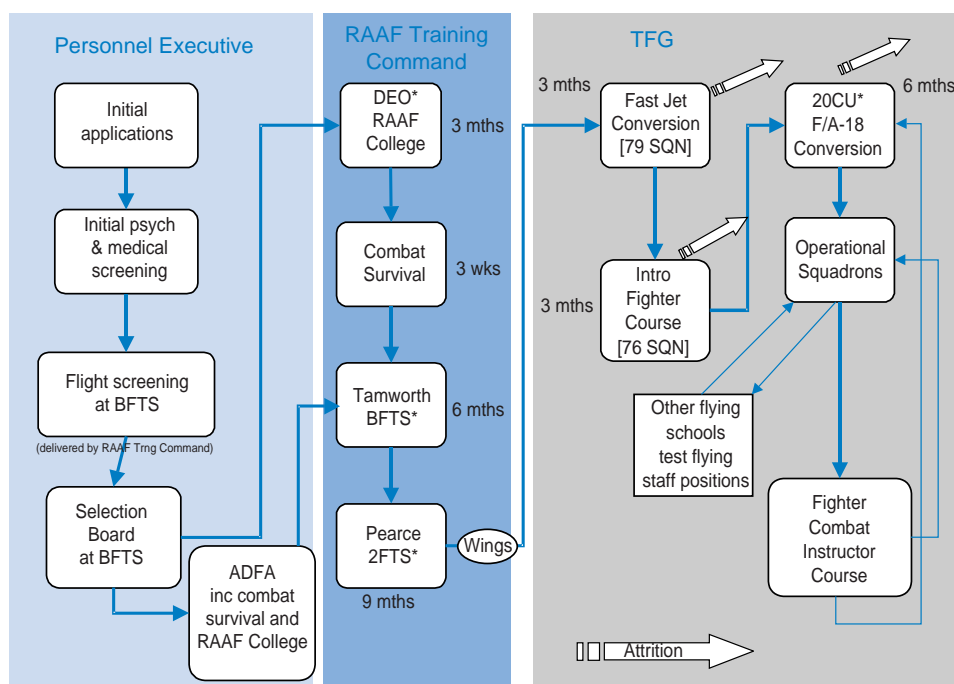 Personnel Executive
Initial
applications
Initial psych
& medical
screening
Flight screening
at BFTS
(delivered by RAAF Trng Command)
Selection
Board
at BFTS
ADFA
inc combat
survival and
RAAF College
RAAF Training
Command
DEO*
RAAF
College
3 mths
Combat
Survival
3 wks
Tamworth
BFTS*
6 mths
Pearce
2FTS*
9 mths
Wings
TFG
3 mths
Fast Jet
Conversion
[79 SQN]
3 mths
Intro
Fighter
Course
[76 SQN]
20CU*
F/A-18
Conversion
6 mths
Operational
Squadrons
Other flying
schools
test flying
staff positions
Fighter
Combat
Instructor
Course
Attrition